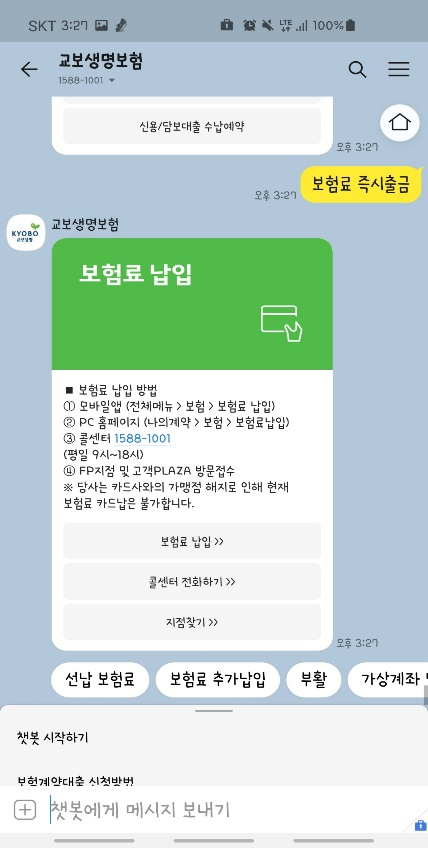 SKT 3:27 LTE 100%
교보생명보험
1588-1001
신용/담보대출 수납예약
오후 3:27
보험료 즉시출금
오후 3:27
교보생명보험
KYOBO
교보생명
보험료 납입
■ 보험료 납입 방법
① 모바일앱 (전체메뉴 > 보험 > 보험료 납입)
② PC 홈페이지 (나의계약 > 보험 > 보험료납입)
③ 콜센터 1588-1001
(평일 9시~18시)
④ FP지점 및 고객PLAZA 방문접수
※ 당사는 카드사와의 가맹점 해지로 인해 현재
보험료 카드납은 불가합니다.
보험료 납입 >>
콜센터 전화하기 >>
지점찾기 >>
오후 3:27
선납 보험료 보험료 추가납입 부활 가상계좌
챗봇 시작하기
보험계약대출 신청방법
챗봇에게 메시지 보내기